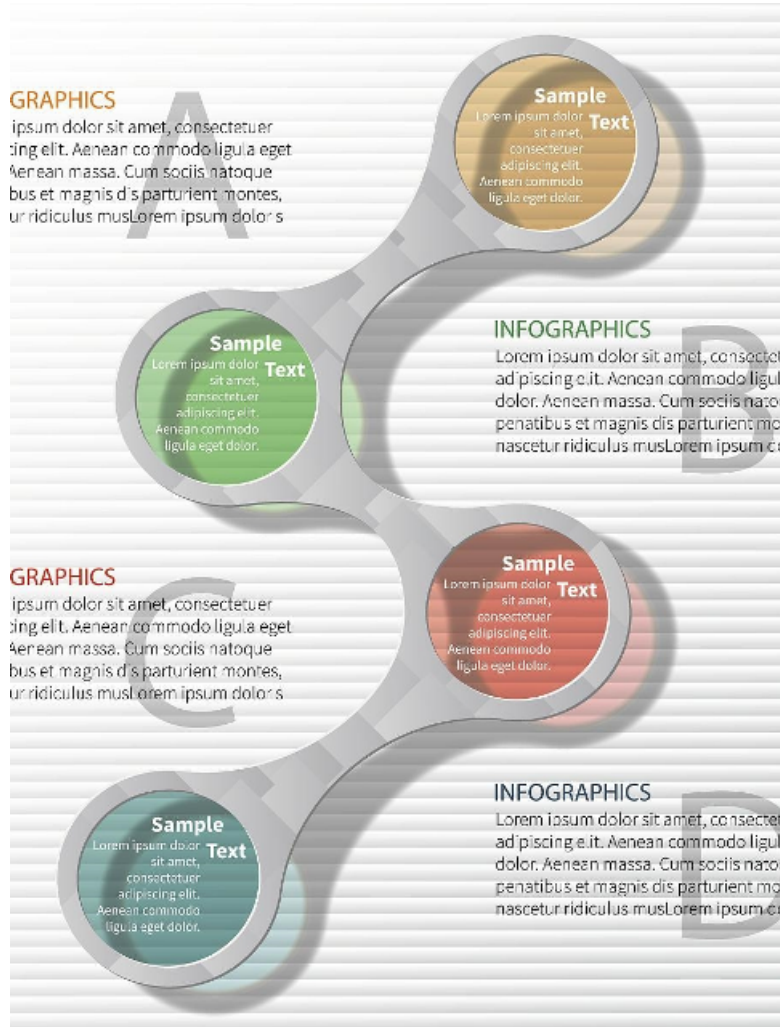 Sample
Text
Lorem ipsum dolor
sit amet,
consectetuer
adipiscing elit.
Aenean commodo
ligula eget dolor.
A
GRAPHICS
ipsum dolor sit amet, consectetuer
cing elit. Aenean commodo ligula eget
Aenean massa. Cum sociis natoque
bus et magnis dis parturient montes,
ur ridiculus musLorem ipsum dolor s
Sample
Text
Lorem ipsum dolor
sit amet,
consectetuer
adipiscing elit.
Aenean commodo
ligula eget dolor.
B
INFOGRAPHICS
Lorem ipsum dolor sit amet, consectet
adipiscing elit. Aenean commodo ligul
dolor. Aenean massa. Cum sociis nato
penatibus et magnis dis parturient mo
nascetur ridiculus musLorem ipsum
C
GRAPHICS
ipsum dolor sit amet, consectetuer
cing elit. Aenean commodo ligula eget
Aenean massa. Cum sociis natoque
bus et magnis dis parturient montes,
ur ridiculus musLorem ipsum dolor s
Sample
Text
Lorem ipsum dolor
sit amet,
consectetuer
adipiscing elit.
Aenean commodo
ligula eget dolor.
D
INFOGRAPHICS
Lorem ipsum dolor sit amet, consectet
adipiscing elit. Aenean commodo ligul
dolor. Aenean massa. Cum sociis nato
penatibus et magnis dis parturient mo
nascetur ridiculus musLorem ipsum
Sample
Text
Lorem ipsum dolor
sit amet,
consectetuer
adipiscing elit.
Aenean commodo
ligula eget dolor.